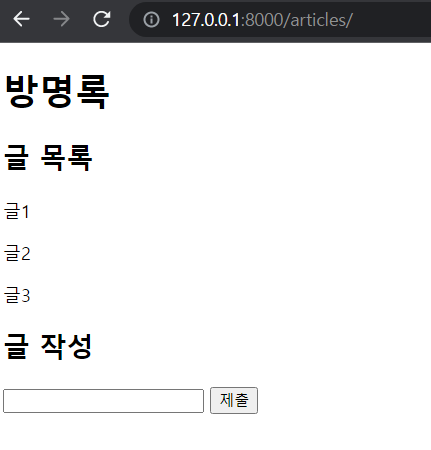 127.0.0.1:8000/articles/
방명록
글 목록
글1
글2
글3
글 작성
제출